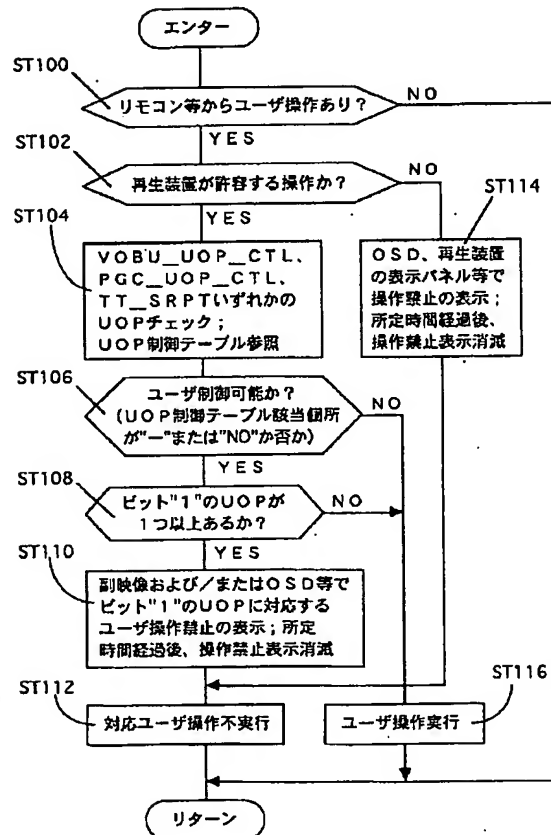 エンター
ST100
リモコン等からユーザ操作あり?
NO
YES
ST102
再生装置が許容する操作か?
NO
YES
ST104
VOBU_UOP_CTL、
PGC_UOP_CTL、
TT_SRPTいずれかの
UOPチェック;
UOP制御テーブル参照
ST114
OSD、再生装置
の表示パネル等で
操作禁止の表示;
所定時間経過後、
操作禁止表示消滅
ST106
ユーザ制御可能か?
(UOP制御テーブル該当個所
が"ー"または"NO"か否か)
NO
YES
ST108
ビット"1"のUOPが
1つ以上あるか?
NO
YES
ST110
副映像および/またはOSD等で
ビット"1"のUOPに対応する
ユーザ操作禁止の表示;所定
時間経過後、操作禁止表示消滅
ST112
対応ユーザ操作不実行
ST116
ユーザ操作実行
リターン